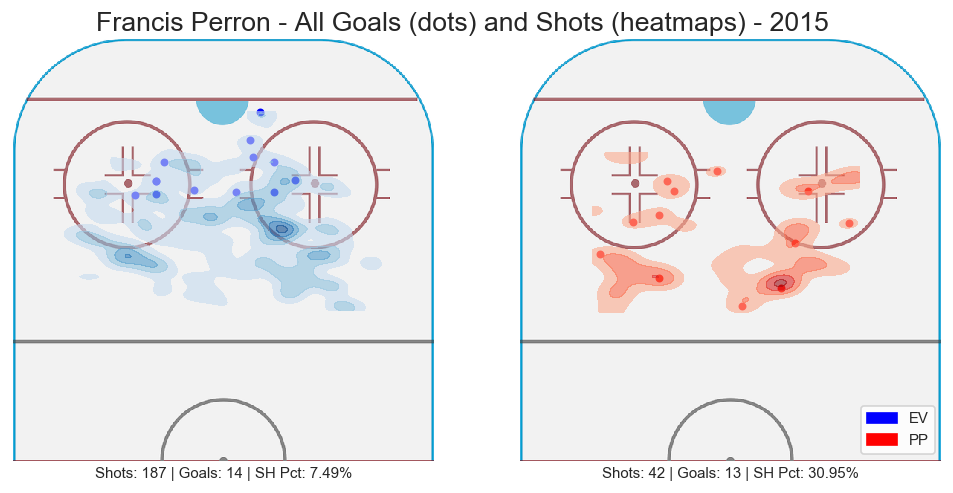 Francis Perron - All Goals (dots) and Shots (heatmaps) - 2015
EV
PP
Shots: 187 | Goals: 14 | SH Pct: 7.49%
Shots: 42 | Goals: 13 | SH Pct: 30.95%